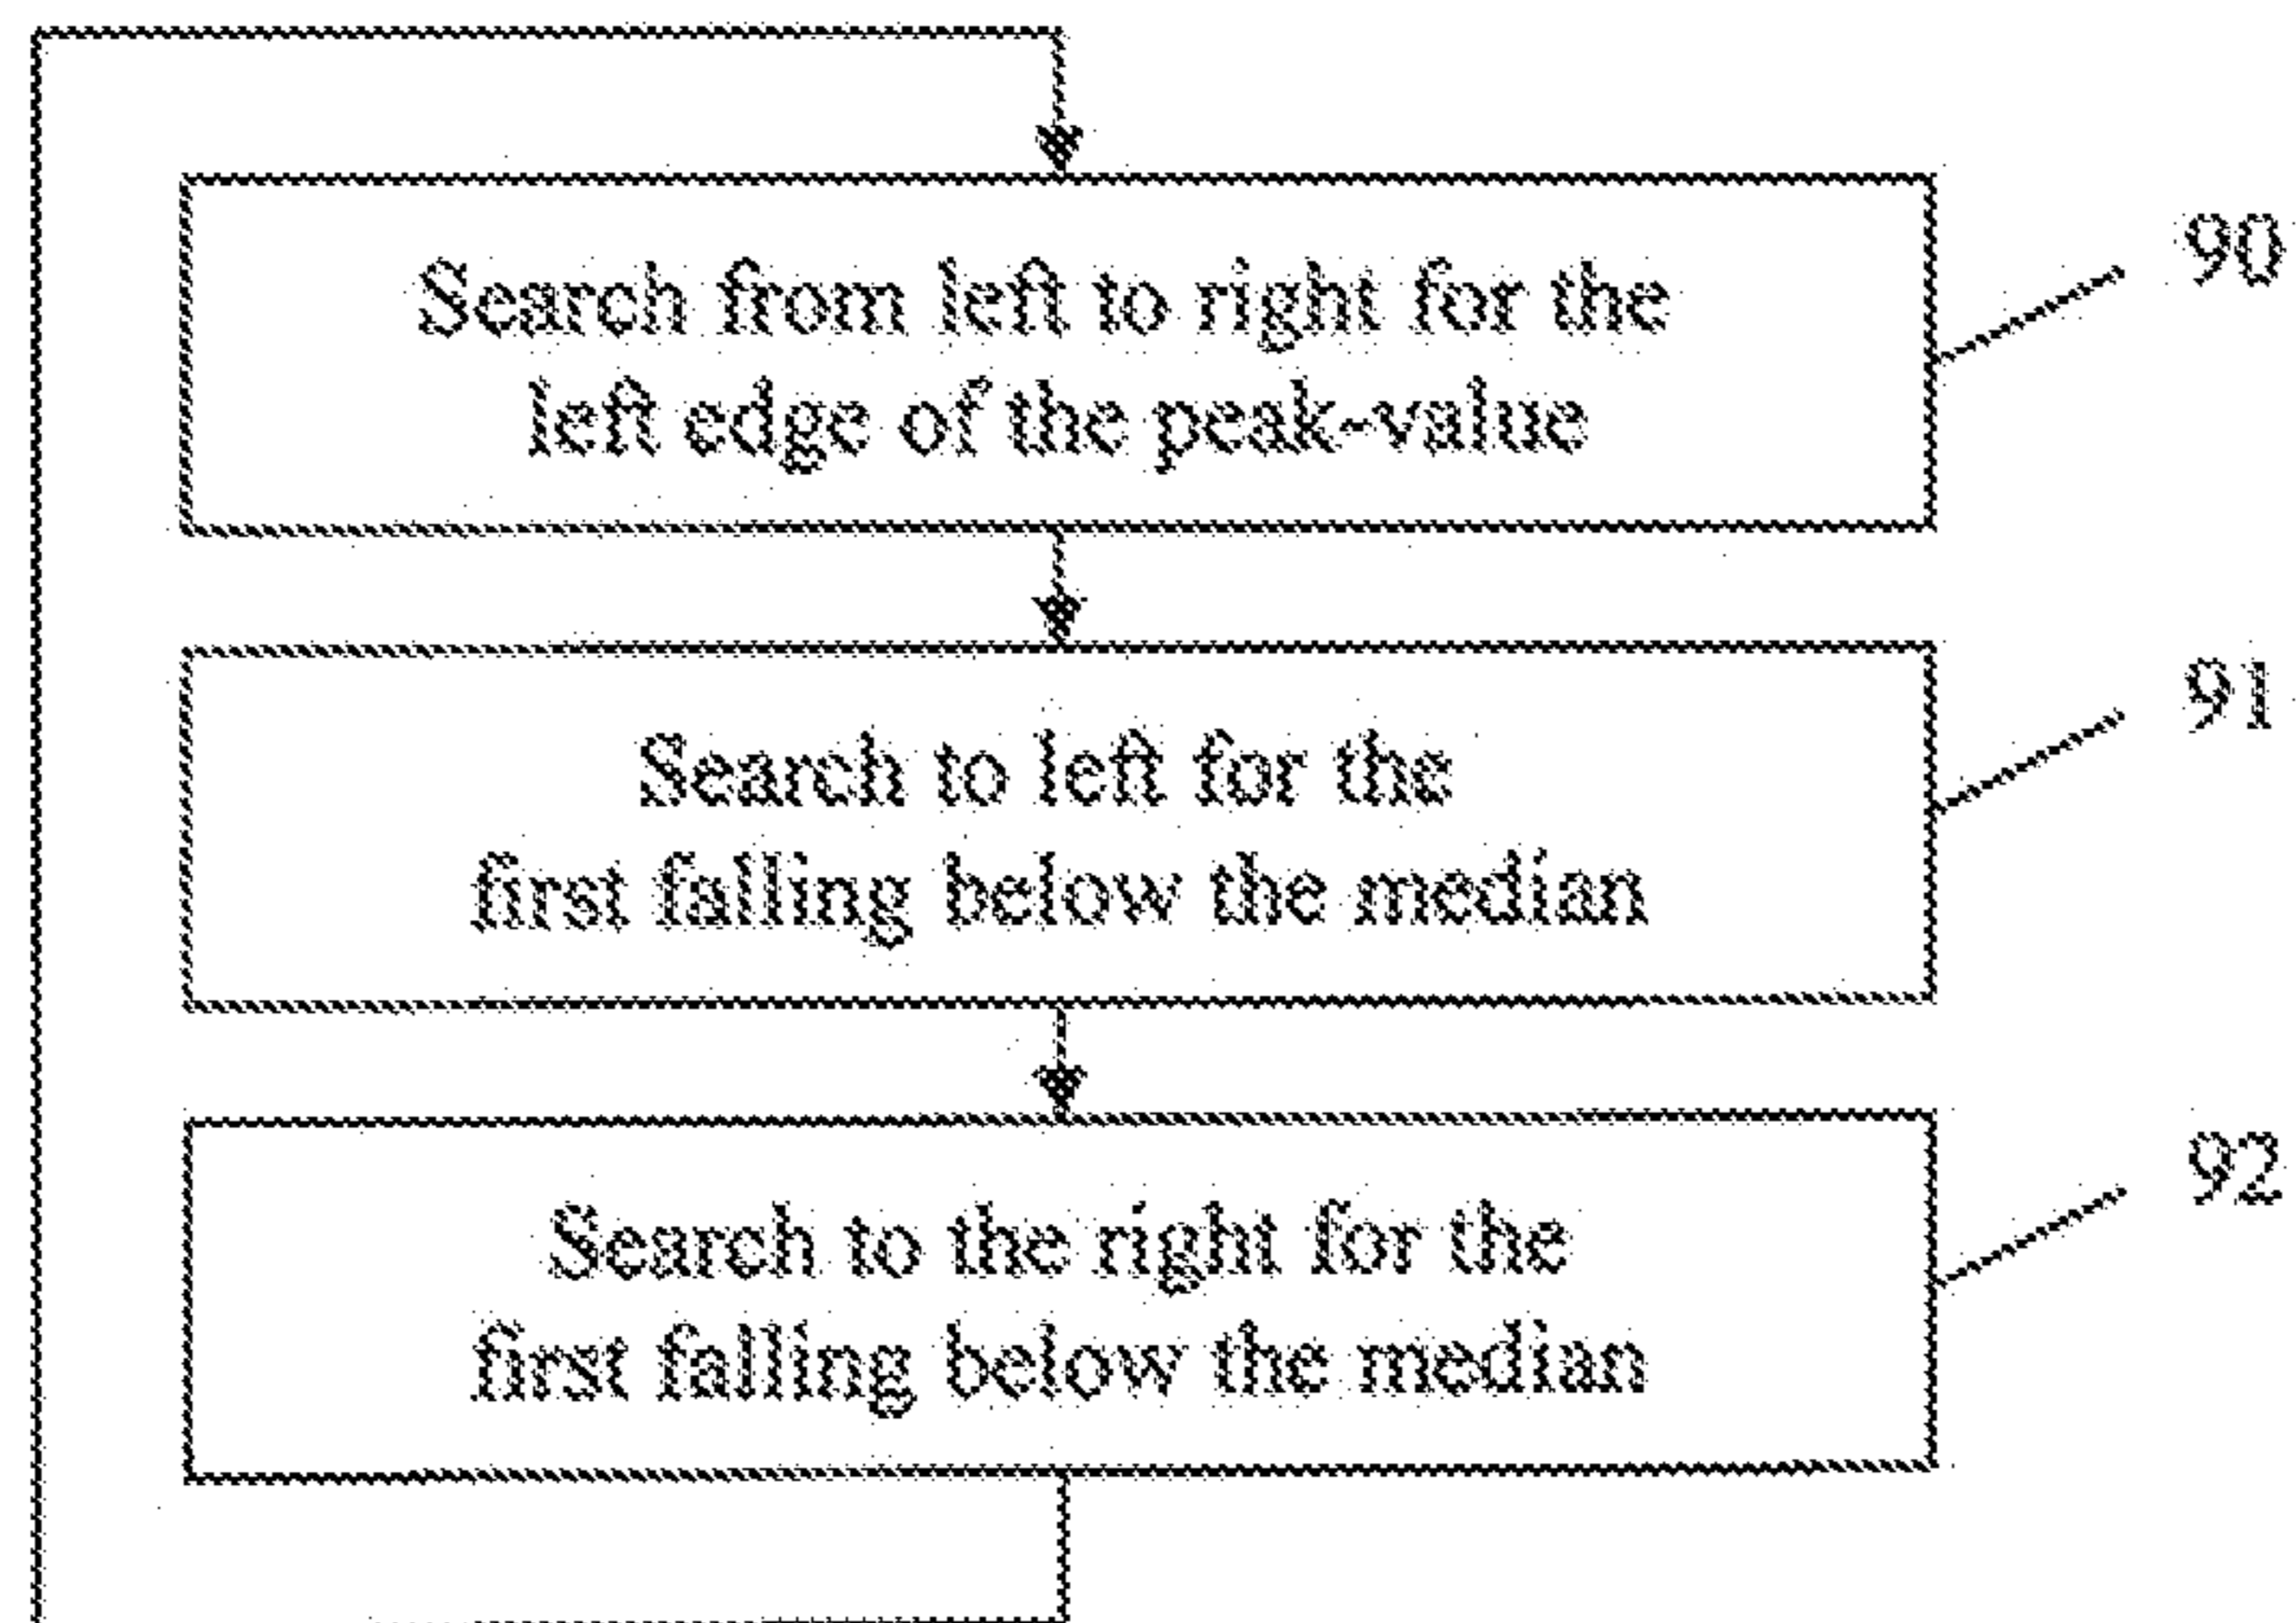 Search from left to right for the
left edge of the peak-value
90
Search to left for the
first falling below the median
91
Search to the right for the
first falling below the median
92